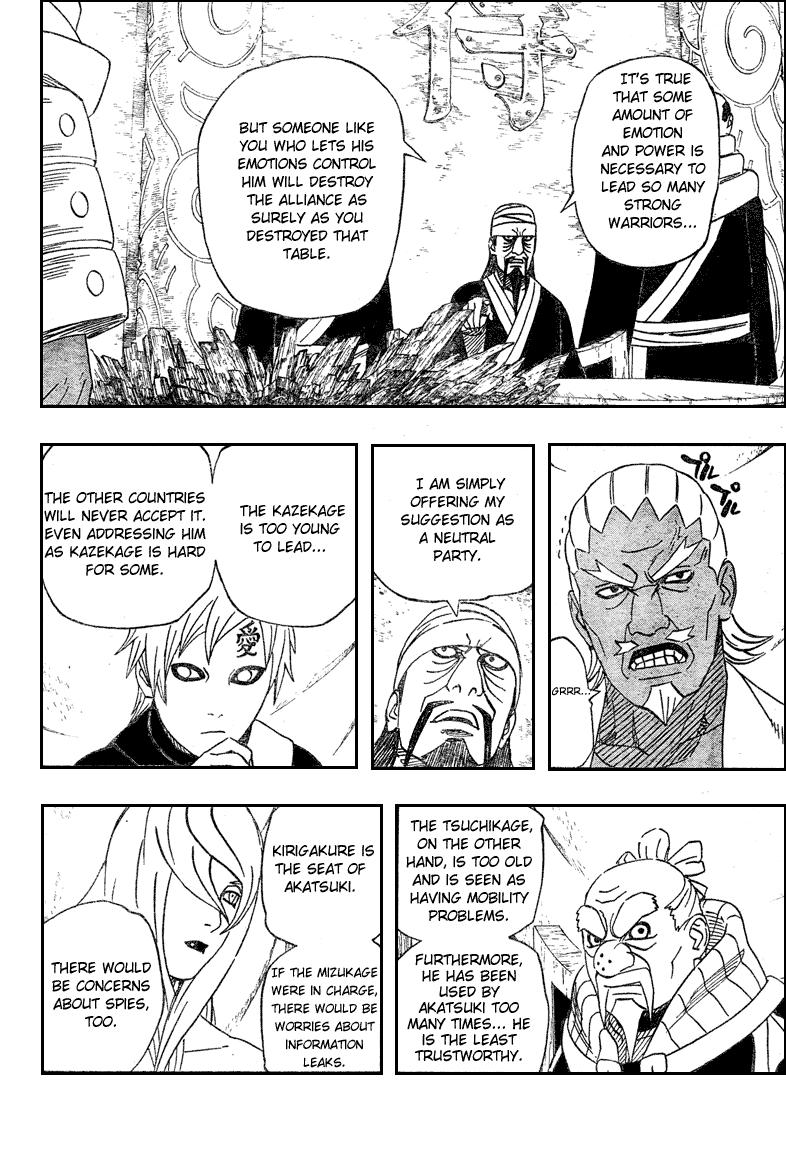 侍
IT'S TRUE
THAT SOME
AMOUNT OF
EMOTION
AND POWER IS
NECESSARY TO
LEAD SO MANY
STRONG
WARRIORS...
BUT SOMEONE LIKE
YOU WHO LETS HIS
EMOTIONS CONTROL
HIM WILL DESTROY
THE ALLIANCE AS
SURELY AS YOU
DESTROYED THAT
TABLE.
プル
プル
GRRR...
I AM SIMPLY
OFFERING MY
SUGGESTION AS
A NEUTRAL
PARTY.
THE KAZEKAGE
IS TOO YOUNG
TO LEAD...
THE OTHER COUNTRIES
WILL NEVER ACCEPT IT.
EVEN ADDRESSING HIM
AS KAZEKAGE IS HARD
FOR SOME.
愛
THE TSUCHIKAGE,
ON THE OTHER
HAND, IS TOO OLD
AND IS SEEN AS
HAVING MOBILITY
PROBLEMS.
FURTHERMORE,
HE HAS BEEN
USED BY
AKATSUKI TOO
MANY TIMES... HE
IS THE LEAST
TRUSTWORTHY.
KIRIGAKURE IS
THE SEAT OF
AKATSUKI.
IF THE MIZUKAGE
WERE IN CHARGE,
THERE WOULD BE
WORRIES ABOUT
INFORMATION
LEAKS.
THERE WOULD
BE CONCERNS
ABOUT SPIES,
TOO.